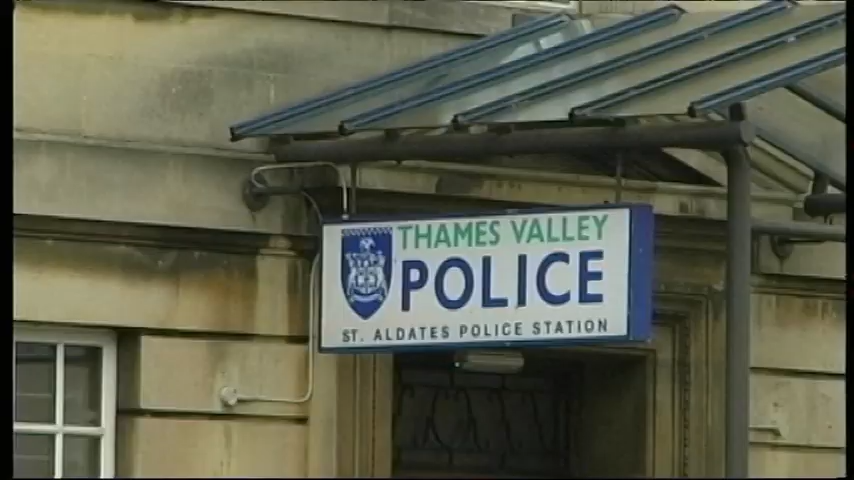 THAMES VALLEY
POLICE
ST. ALDATES POLICE STATION